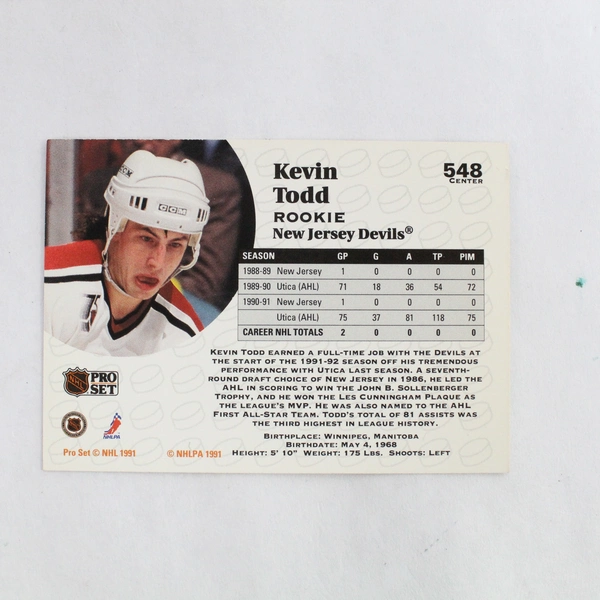 Kevin
Todd
ROOKIE
New Jersey Devils®
548
CENTER
CCM
SEASON GP G A TP PIM
1988-89 New Jersey 1 0 0 0 0
1989-90 Utica (AHL) 71 18 36 54 72
1990-91 New Jersey 1 0 0 0 0
Utica (AHL) 75 37 81 118 75
CAREER NHL TOTALS 2 0 0 0 0
KEVIN TODD EARNED A FULL-TIME JOB WITH THE DEVILS AT
THE START OF THE 1991-92 SEASON OFF HIS TREMENDOUS
PERFORMANCE WITH UTICA LAST SEASON. A SEVENTH-
ROUND DRAFT CHOICE OF NEW JERSEY IN 1986, HE LED THE
AHL IN SCORING TO WIN THE JOHN B. SOLLENBERGER
TROPHY, AND HE WON THE LES CUNNINGHAM PLAQUE AS
THE LEAGUE'S MVP. HE WAS ALSO NAMED TO THE AHL
FIRST ALL-STAR TEAM. TODD'S TOTAL OF 81 ASSISTS WAS
THE THIRD HIGHEST IN LEAGUE HISTORY.
BIRTHPLACE: WINNIPEG, MANITOBA
BIRTHDATE: MAY 4, 1968
HEIGHT: 5' 10" WEIGHT: 175 LBS. SHOOTS: LEFT
NHL
PRO
SET
NHLPA
Pro Set © NHL 1991
© NHLPA 1991